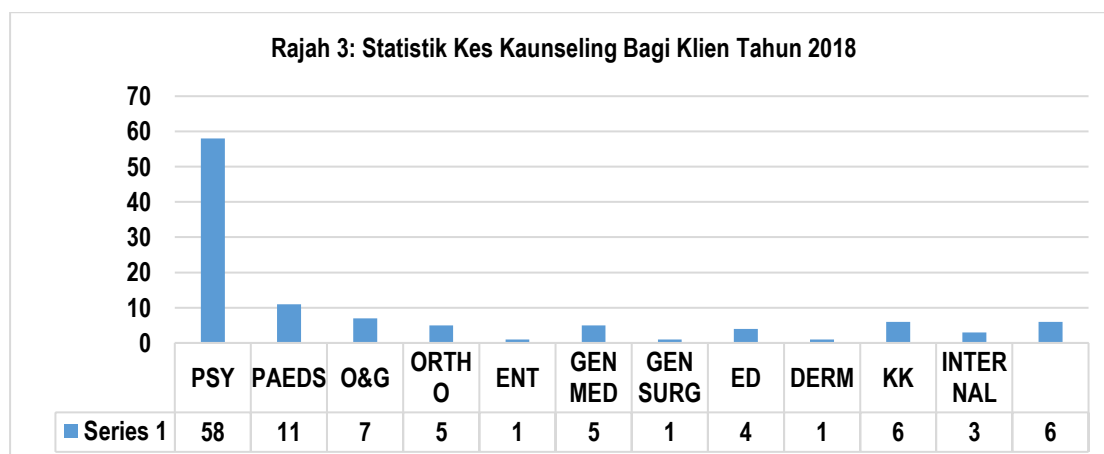 Rajah 3: Statistik Kes Kaunseling Bagi Klien Tahun 2018
70
60
50
40
30
20
10
0
PSY PAEDS O&G ORTH
O ENT GEN
MED GEN
SURG ED DERM KK INTER
NAL
Series 1 58 11 7 5 1 5 1 4 1 6 3 6